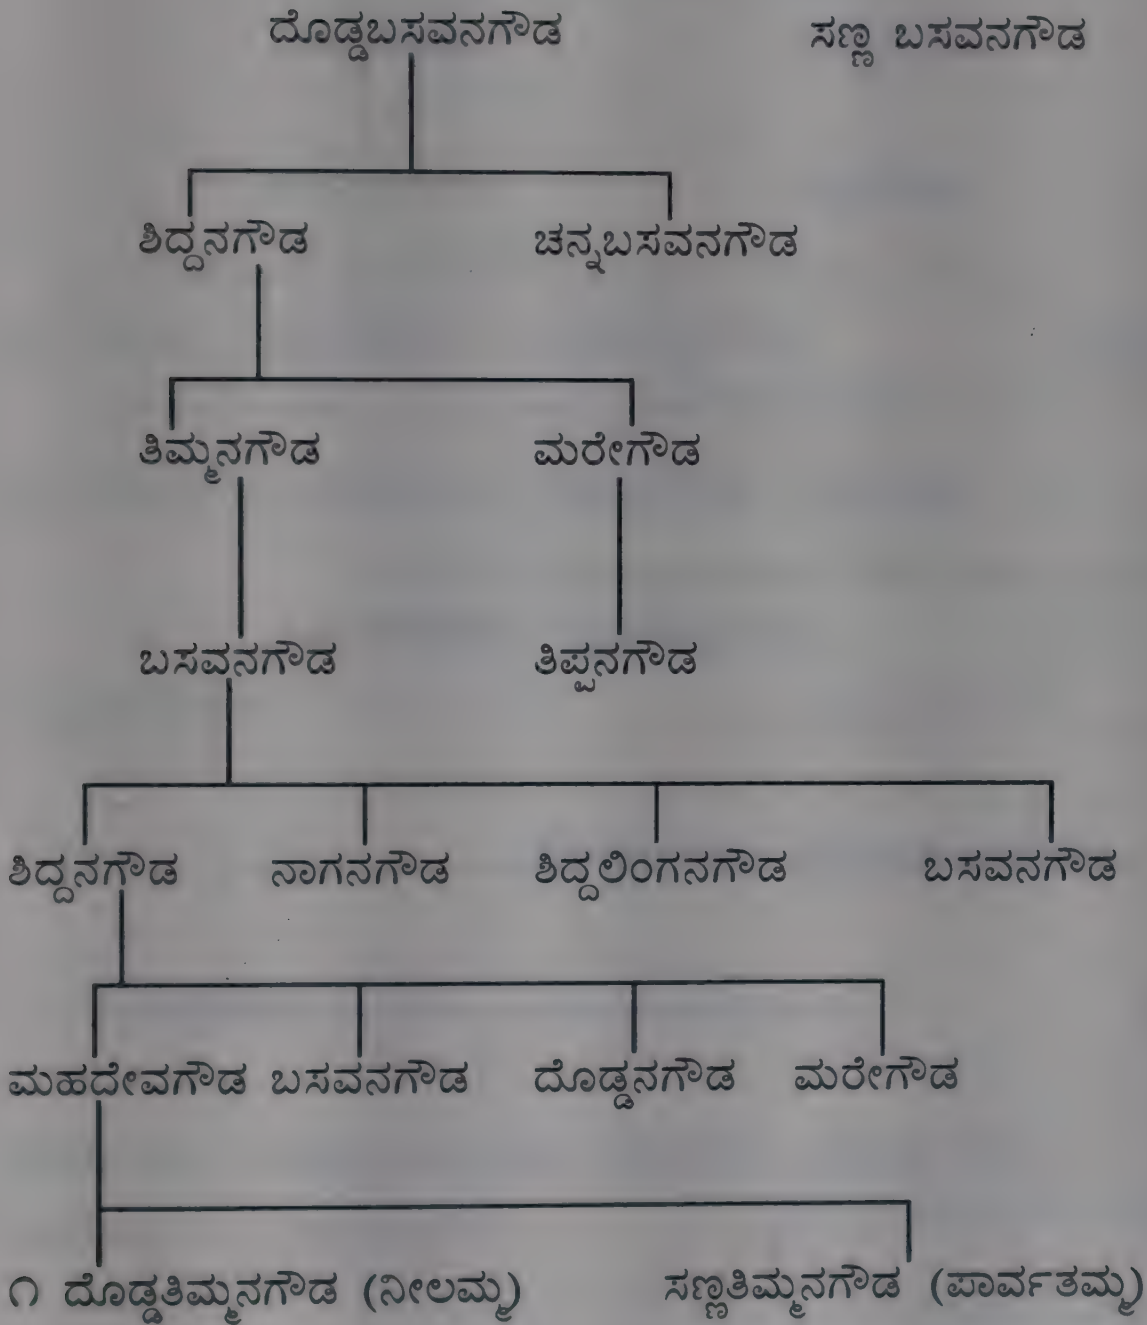 ದೊಡ್ಡಬಸವನಗೌಡ ಸಣ್ಣ ಬಸವನಗೌಡ
ಶಿದ್ದನಗೌಡ ಚನ್ನಬಸವನಗೌಡ
ತಿಮ್ಮನಗೌಡ ಮರೇಗೌಡ
ಬಸವನಗೌಡ ತಿಪ್ಪನಗೌಡ
ಶಿದ್ದನಗೌಡ ನಾಗನಗೌಡ ಶಿದ್ದಲಿಂಗನಗೌಡ ಬಸವನಗೌಡ
ಮಹದೇವಗೌಡ ಬಸವನಗೌಡ ದೊಡ್ಡನಗೌಡ ಮರೇಗೌಡ
೧ ದೊಡ್ಡತಿಮ್ಮನಗೌಡ (ನೀಲಮ್ಮ) ಸಣ್ಣತಿಮ್ಮನಗೌಡ (ಪಾರ್ವತಮ್ಮ)